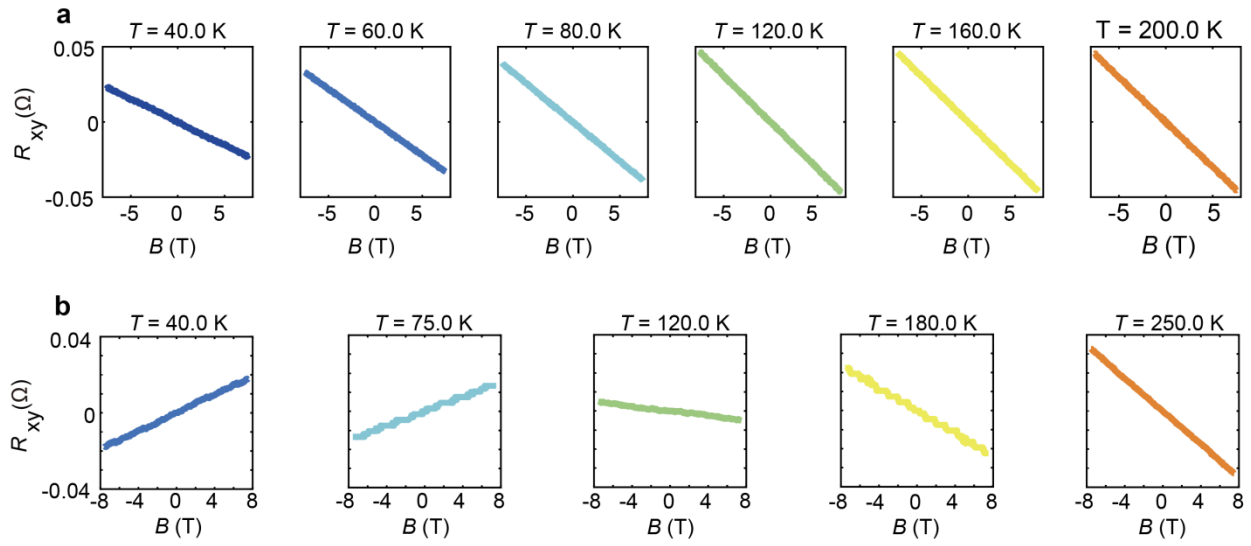 a
T = 40.0 K T = 60.0 K T = 80.0 K T = 120.0 K T = 160.0 K T = 200.0 K
0.05
0
-0.05
Rxy(Ω)
-5 0 5 -5 0 5 -5 0 5 -5 0 5 -5 0 5 -5 0 5
B (T) B (T) B (T) B (T) B (T) B (T)
b
T = 40.0 K T = 75.0 K T = 120.0 K T = 180.0 K T = 250.0 K
0.04
0
-0.04
Rxy(Ω)
-8 -4 0 4 8 -8 -4 0 4 8 -8 -4 0 4 8 -8 -4 0 4 8 -8 -4 0 4 8
B (T) B (T) B (T) B (T) B (T)